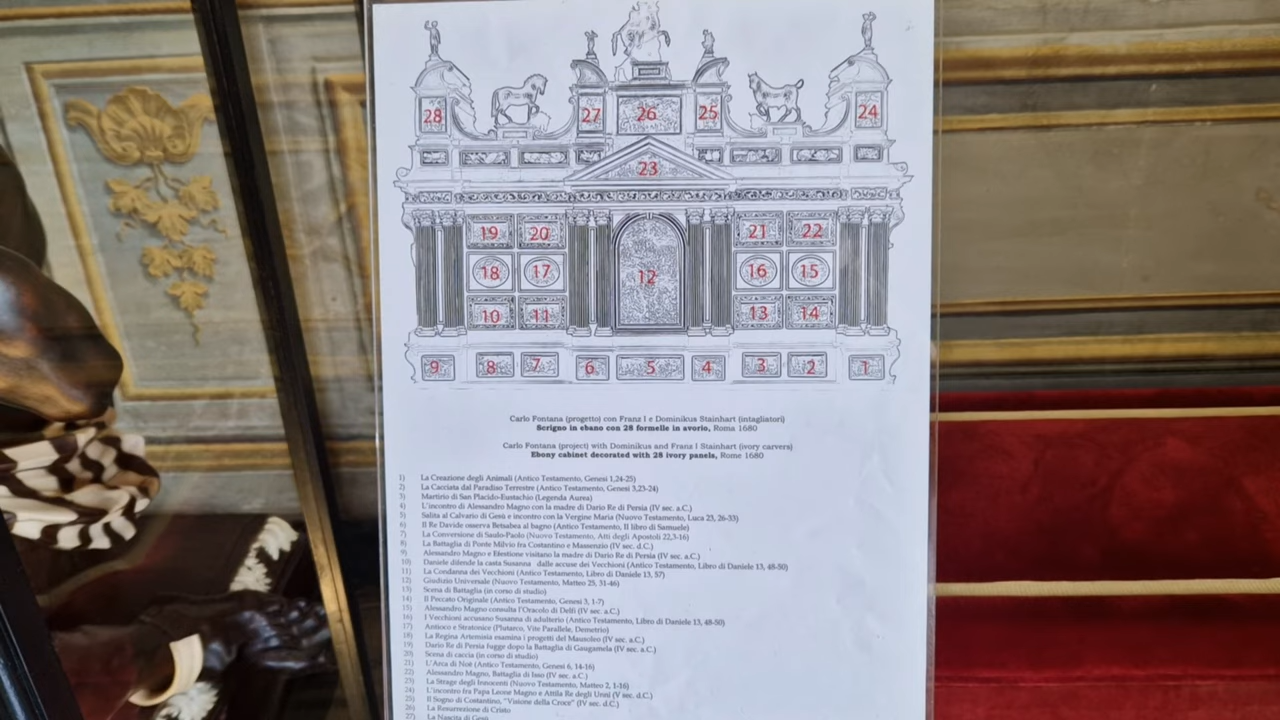 28 27 26 25 24
23
19 20 21 22
18 17 12 16 15
10 11 13 14
9 8 7 6 5 4 3 2 1
Carlo Fontana (progetto) con Franz I e Dominikus Stainhart (intagliatori)
Scrigno in ebano con 28 formelle in avorio, Roma 1680
Carlo Fontana (project) with Dominikus and Franz I Stainhart (ivory carvers)
Ebony cabinet decorated with 28 ivory panels, Rome 1680
1) La Creazione degli Animali (Antico Testamento, Genesi 1,24-25)
2) La Cacciata dal Paradiso Terrestre (Antico Testamento, Genesi 3,23-24)
3) Martirio di San Placido-Eustachio (Legenda Aurea)
4) L'incontro di Alessandro Magno con la madre di Dario Re di Persia (IV sec. a.C.)
5) Salita al Calvario di Gesù e incontro con la Vergine Maria (Nuovo Testamento, Luca 23, 26-33)
6) Il Re Davide osserva Betsabea al bagno (Antico Testamento, II libro di Samuele)
7) La Conversione di Saulo-Paolo (Nuovo Testamento, Atti degli Apostoli 22,3-16)
8) La Battaglia di Ponte Milvio fra Costantino e Massenzio (IV sec. d.C.)
9) Alessandro Magno e Efestione visitano la madre di Dario Re di Persia (IV sec. a.C.)
10) Daniele difende la casta Susanna dalle accuse dei Vecchioni (Antico Testamento, Libro di Daniele 13, 48-50)
11) La Condanna dei Vecchioni (Antico Testamento, Libro di Daniele 13, 57)
12) Giudizio Universale (Nuovo Testamento, Matteo 25, 31-46)
13) Scena di Battaglia (in corso di studio)
14) Il Peccato Originale (Antico Testamento, Genesi 3, 1-7)
15) Alessandro Magno consulta l'Oracolo di Delfi (IV sec. a.C.)
16) I Vecchioni accusano Susanna di adulterio (Antico Testamento, Libro di Daniele 13, 48-50)
17) Antioco e Stratonice (Plutarco, Vite Parallele, Demetrio)
18) La Regina Artemisia esamina i progetti del Mausoleo (IV sec. a.C.)
19) Dario Re di Persia fugge dopo la Battaglia di Gaugamela (IV sec. a.C.)
20) Scena di caccia (in corso di studio)
21) L'Arca di Noè (Antico Testamento, Genesi 6, 14-16)
22) Alessandro Magno, Battaglia di Isso (IV sec. a.C.)
23) La Strage degli Innocenti (Nuovo Testamento, Matteo 2, 1-16)
24) L'incontro fra Papa Leone Magno e Attila Re degli Unni (V sec. d.C.)
25) Il Sogno di Costantino, "Visione della Croce" (IV sec. d.C.)
26) La Resurrezione di Cristo
27) La Nascita di Gesù